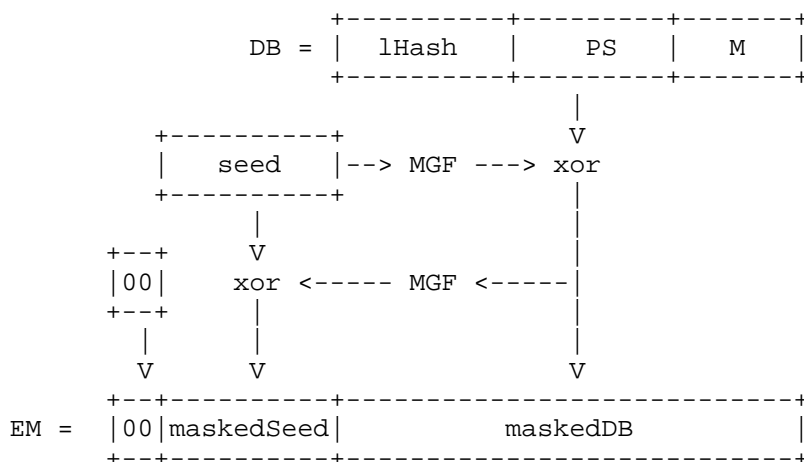 DB = | lHash | PS | M |
| seed |--> MGF ---> xor
V
V
|00| xor <----- MGF <-----|
V V V
EM = |00|maskedSeed| maskedDB |